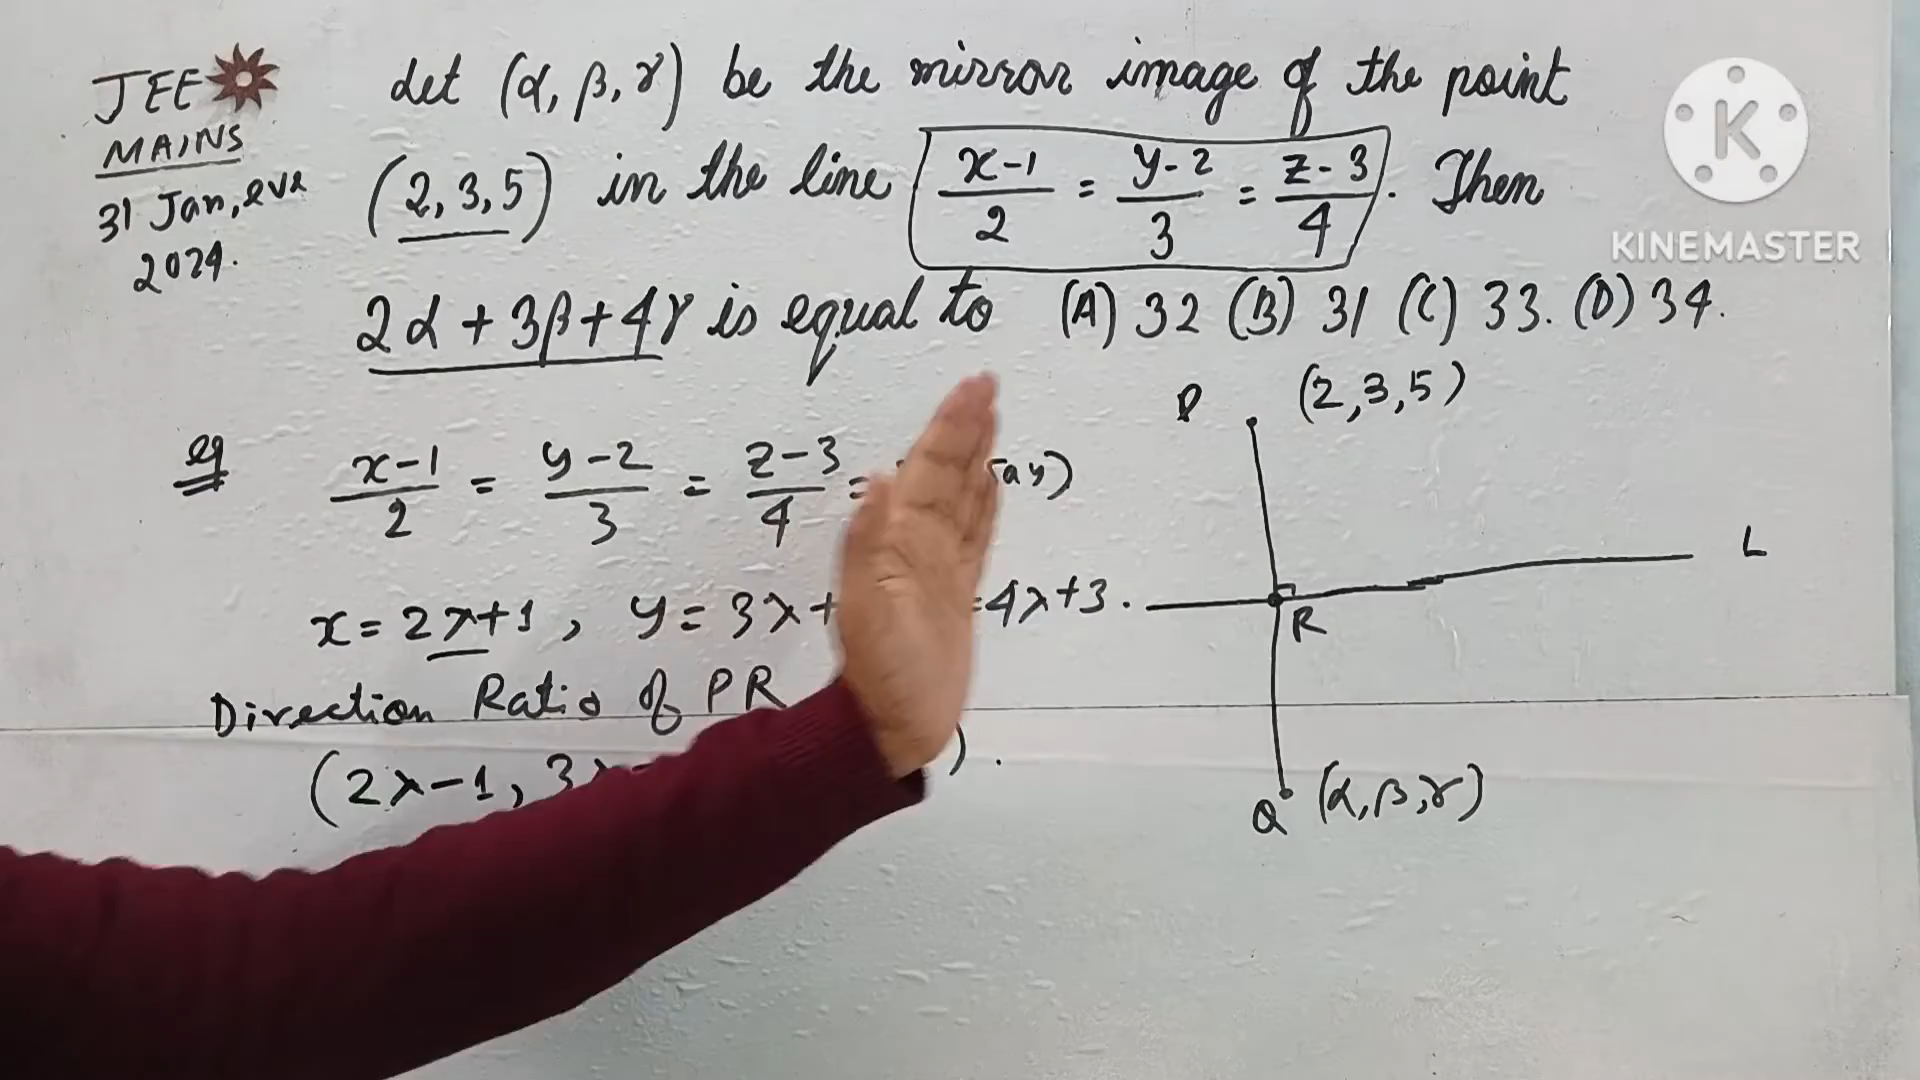 JEE
MAINS
31 Jan, eve
2024.
Let (α, β, γ) be the mirror image of the point
(2, 3, 5) in the line x-1/2 = y-2/3 = z-3/4. Then
2α + 3β + 4γ is equal to (A) 32 (B) 31 (C) 33. (D) 34.
K
KINEMASTER
P (2,3,5)
x-1/2 = y-2/3 = z-3/4 =
L
x = 2λ+1, y = 3λ+ =4λ+3.
R
Direction Ratio of PR
(2λ-1, 3λ ).
Q (α, β, γ)